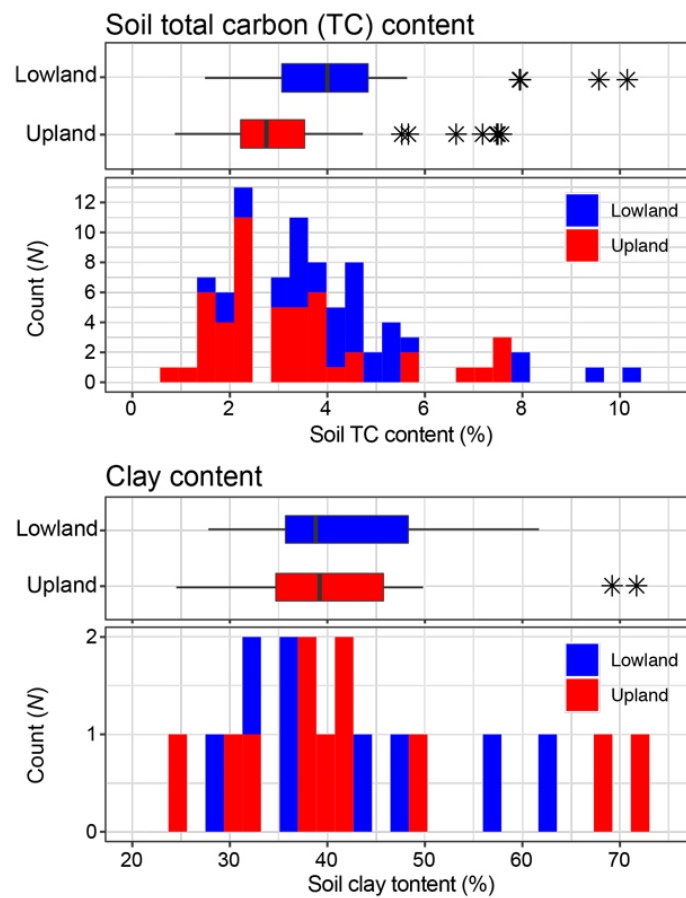 Soil total carbon (TC) content
Lowland
Upland
Count (N)
12
10
8
6
4
2
0
Lowland
Upland
0 2 4 6 8 10
Soil TC content (%)
Clay content
Lowland
Upland
Count (N)
2
1
0
Lowland
Upland
20 30 40 50 60 70
Soil clay tontent (%)